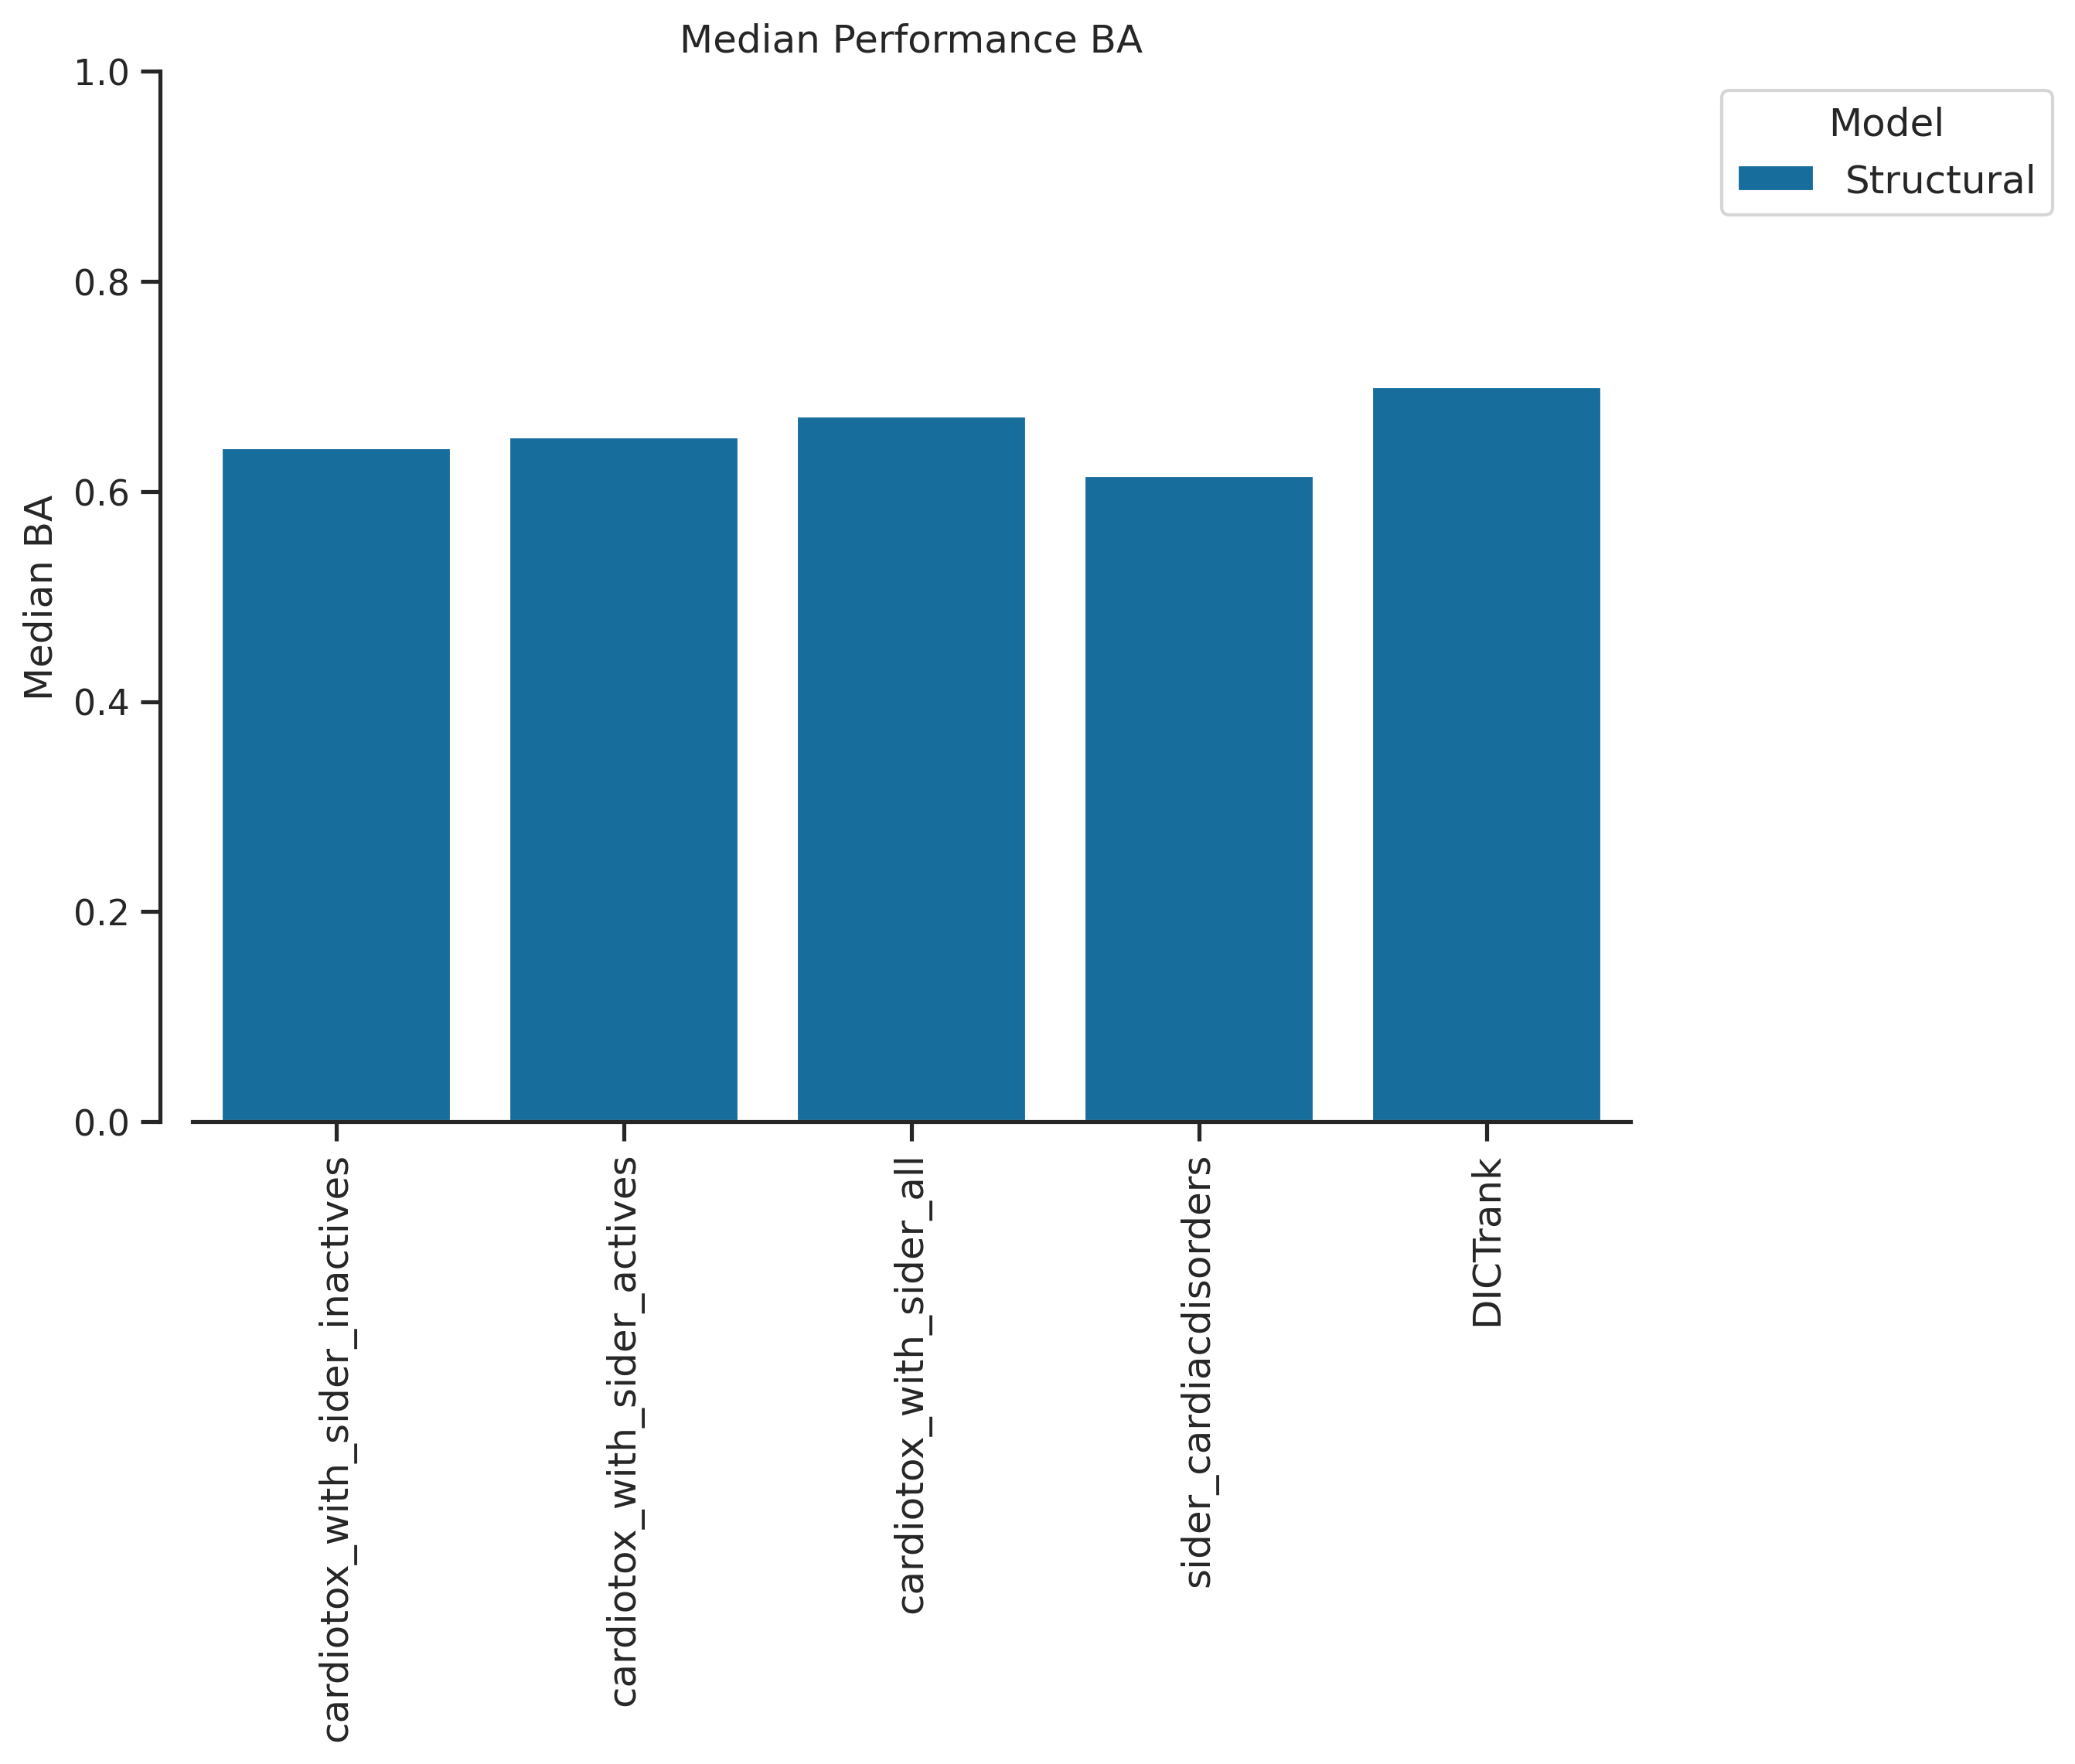 Median Performance BA
1.0
0.8
0.6
0.4
0.2
0.0
Median BA
cardiotox_with_sider_inactives
cardiotox_with_sider_actives
cardiotox_with_sider_all
sider_cardiacdisorders
DICTrank
Model
Structural